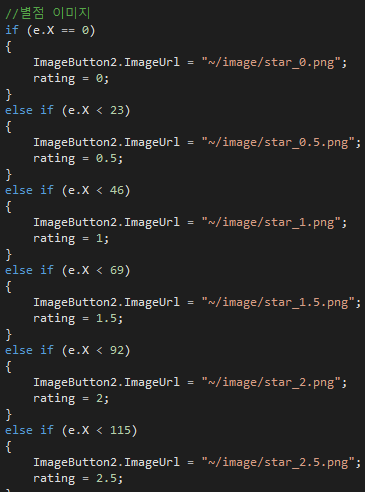 //별점 이미지
if (e.X == 0)
{
    ImageButton2.ImageUrl = "~/image/star_0.png";
    rating = 0;
}
else if (e.X < 23)
{
    ImageButton2.ImageUrl = "~/image/star_0.5.png";
    rating = 0.5;
}
else if (e.X < 46)
{
    ImageButton2.ImageUrl = "~/image/star_1.png";
    rating = 1;
}
else if (e.X < 69)
{
    ImageButton2.ImageUrl = "~/image/star_1.5.png";
    rating = 1.5;
}
else if (e.X < 92)
{
    ImageButton2.ImageUrl = "~/image/star_2.png";
    rating = 2;
}
else if (e.X < 115)
{
    ImageButton2.ImageUrl = "~/image/star_2.5.png";
    rating = 2.5;
}